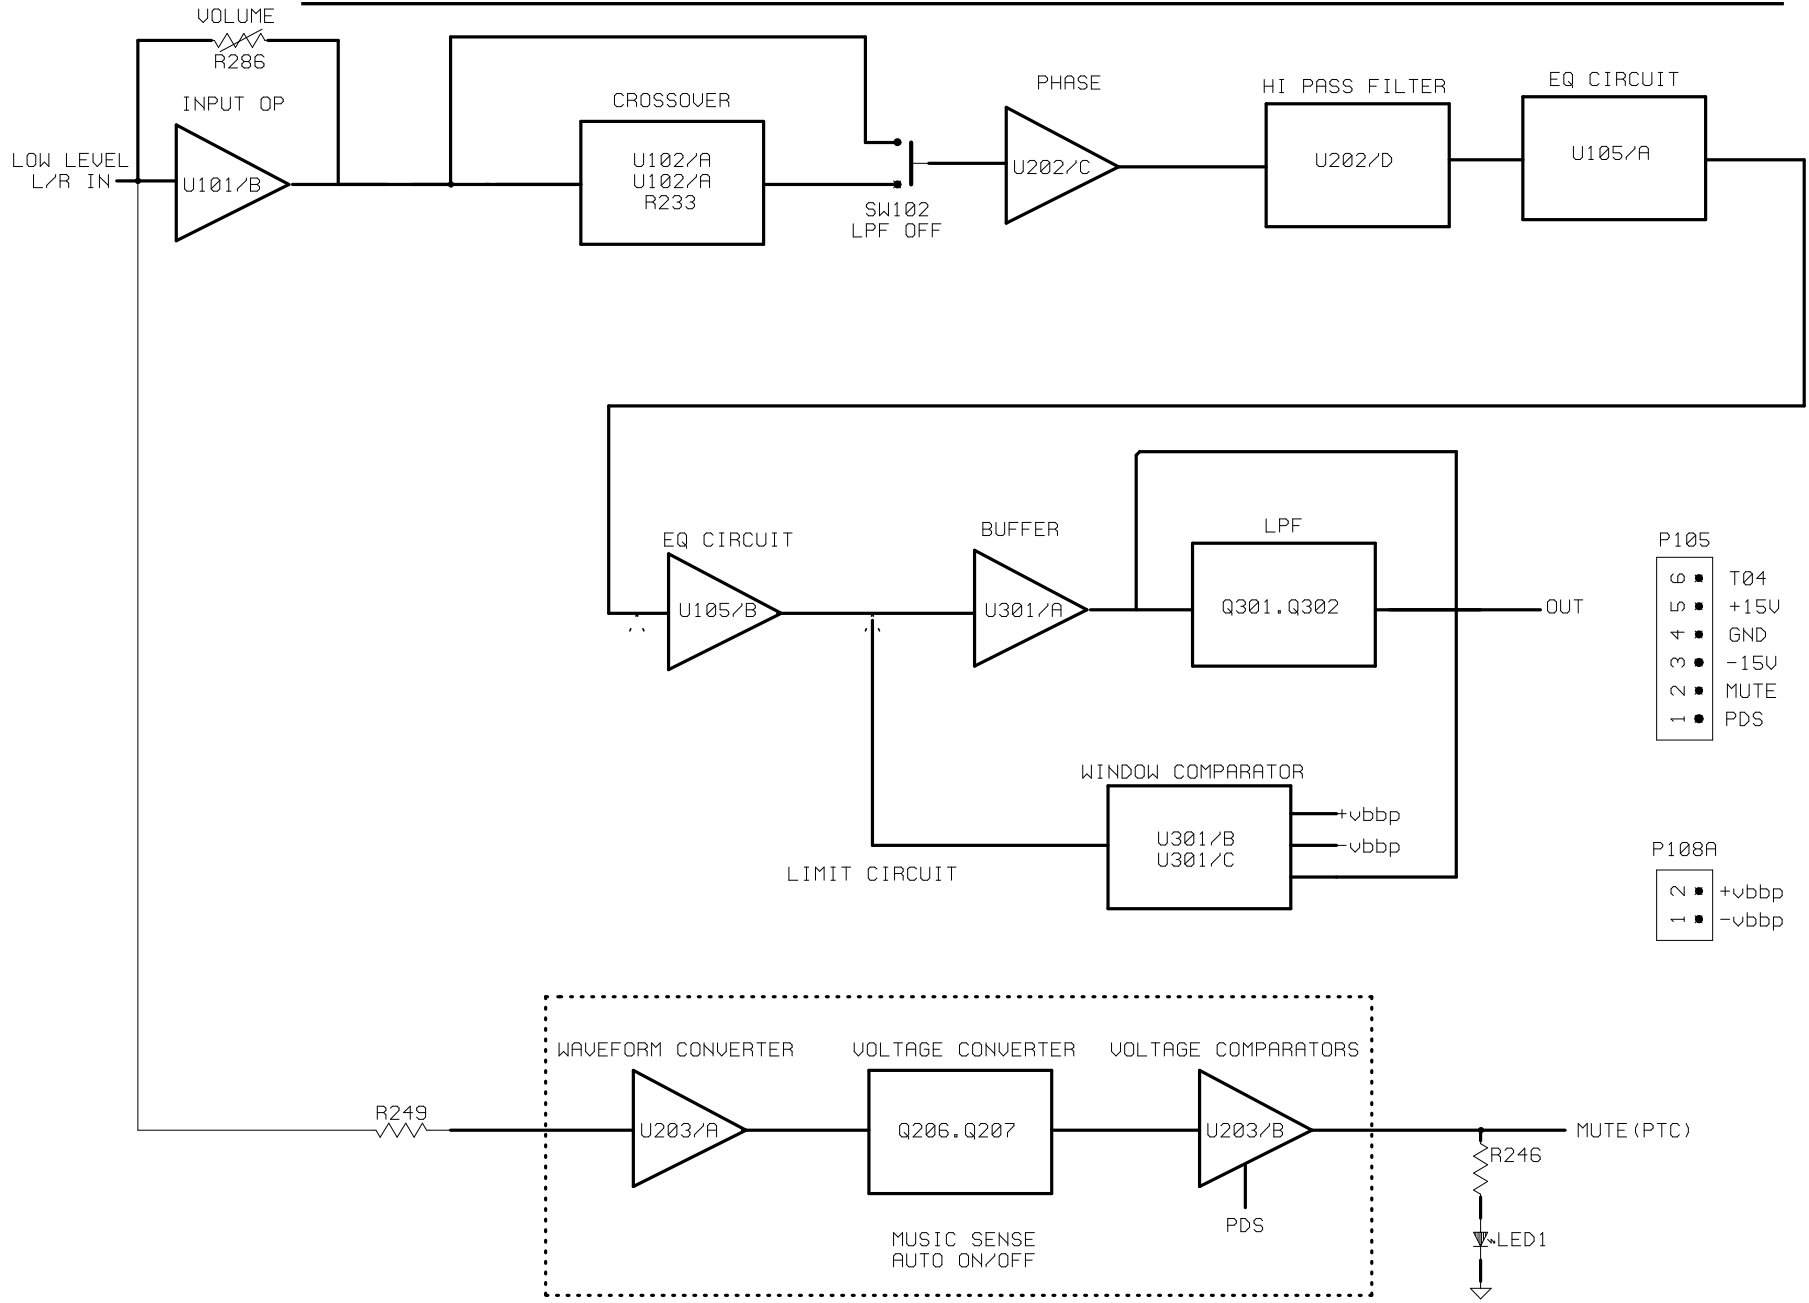 VOLUME
R286
INPUT OP
LOW LEVEL
L/R IN
U101/B
CROSSOVER
U102/A
U102/A
R233
SW102
LPF OFF
PHASE
U202/C
HI PASS FILTER
U202/D
EQ CIRCUIT
U105/A
EQ CIRCUIT
U105/B
BUFFER
U301/A
LPF
Q301.Q302
OUT
P105
6 T04
5 +15V
4 GND
3 -15V
2 MUTE
1 PDS
WINDOW COMPARATOR
U301/B
U301/C
+vbbp
-vbbp
LIMIT CIRCUIT
P108A
2 +vbbp
1 -vbbp
WAVEFORM CONVERTER
U203/A
VOLTAGE CONVERTER
Q206.Q207
VOLTAGE COMPARATORS
U203/B
PDS
R249
MUTE(PTC)
R246
LED1
MUSIC SENSE
AUTO ON/OFF